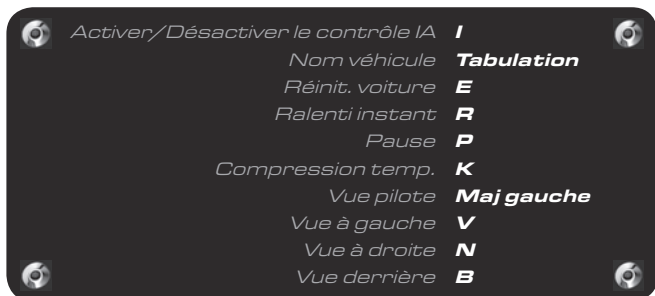 Activer/Désactiver le contrôle IA I
Nom véhicule Tabulation
Réinit. voiture E
Ralenti instant R
Pause P
Compression temp. K
Vue pilote Maj gauche
Vue à gauche V
Vue à droite N
Vue derrière B